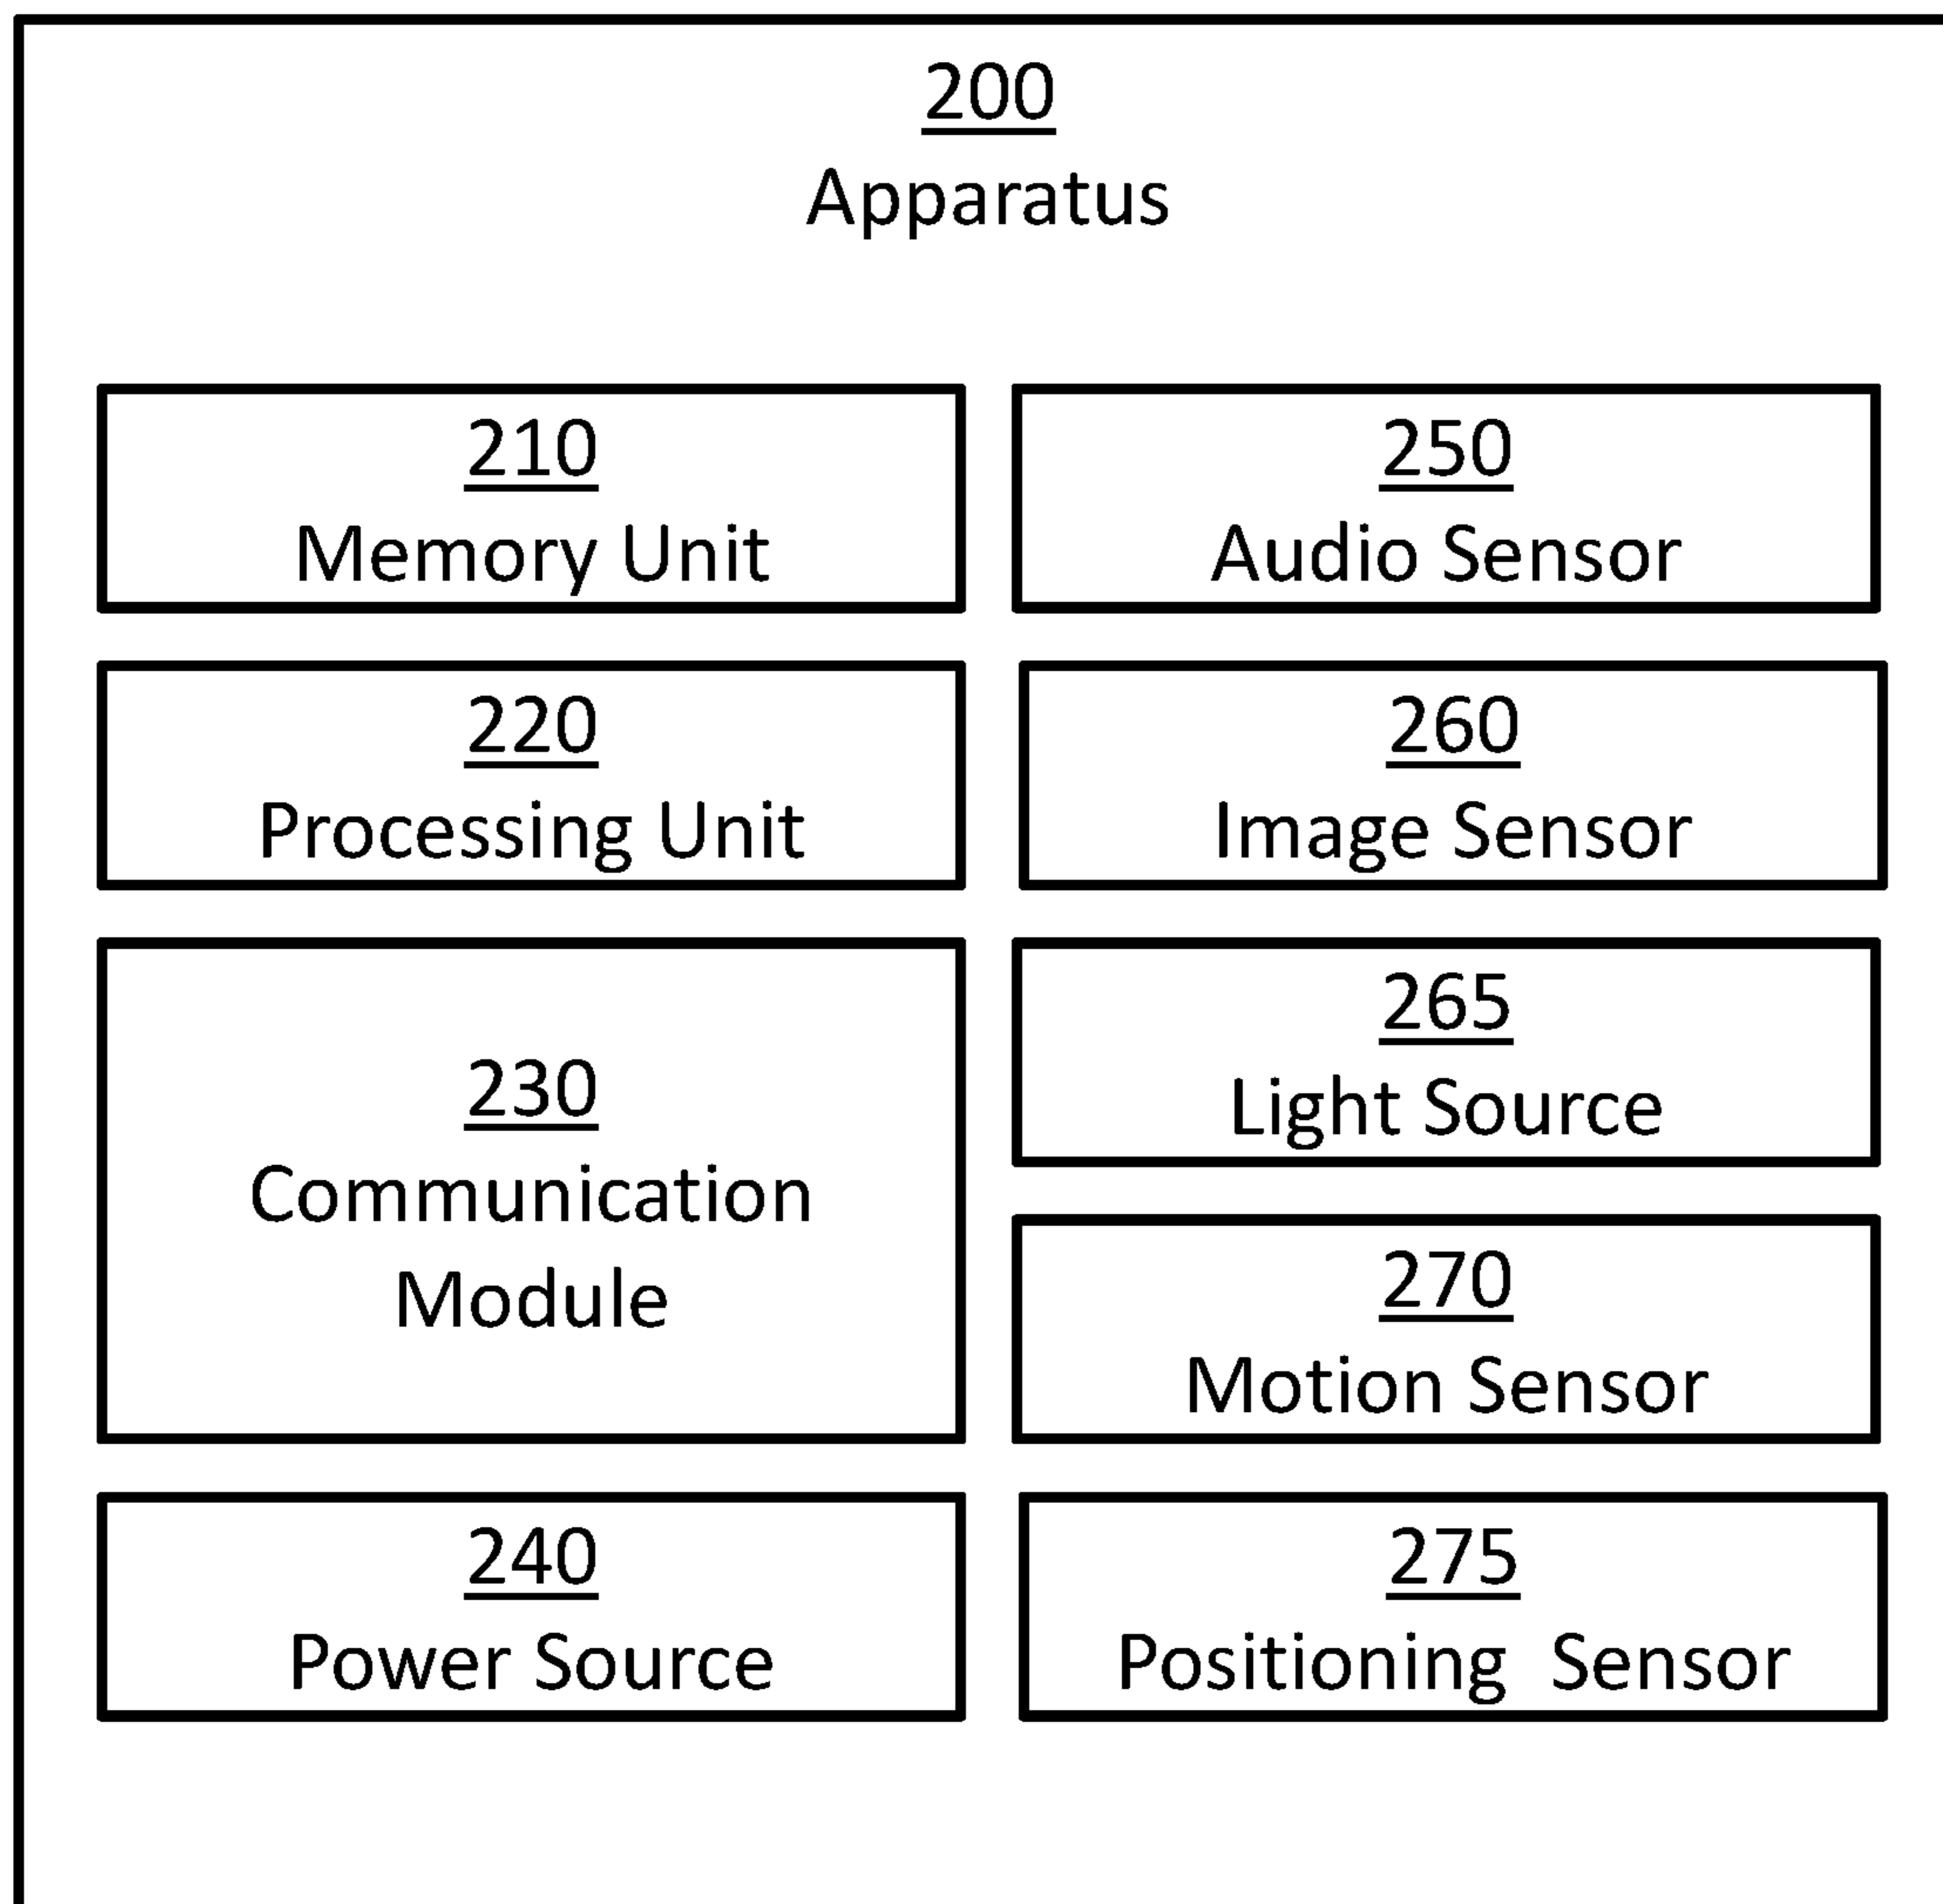 200
Apparatus
210
Memory Unit
250
Audio Sensor
220
Processing Unit
260
Image Sensor
230
Communication
Module
265
Light Source
270
Motion Sensor
240
Power Source
275
Positioning Sensor